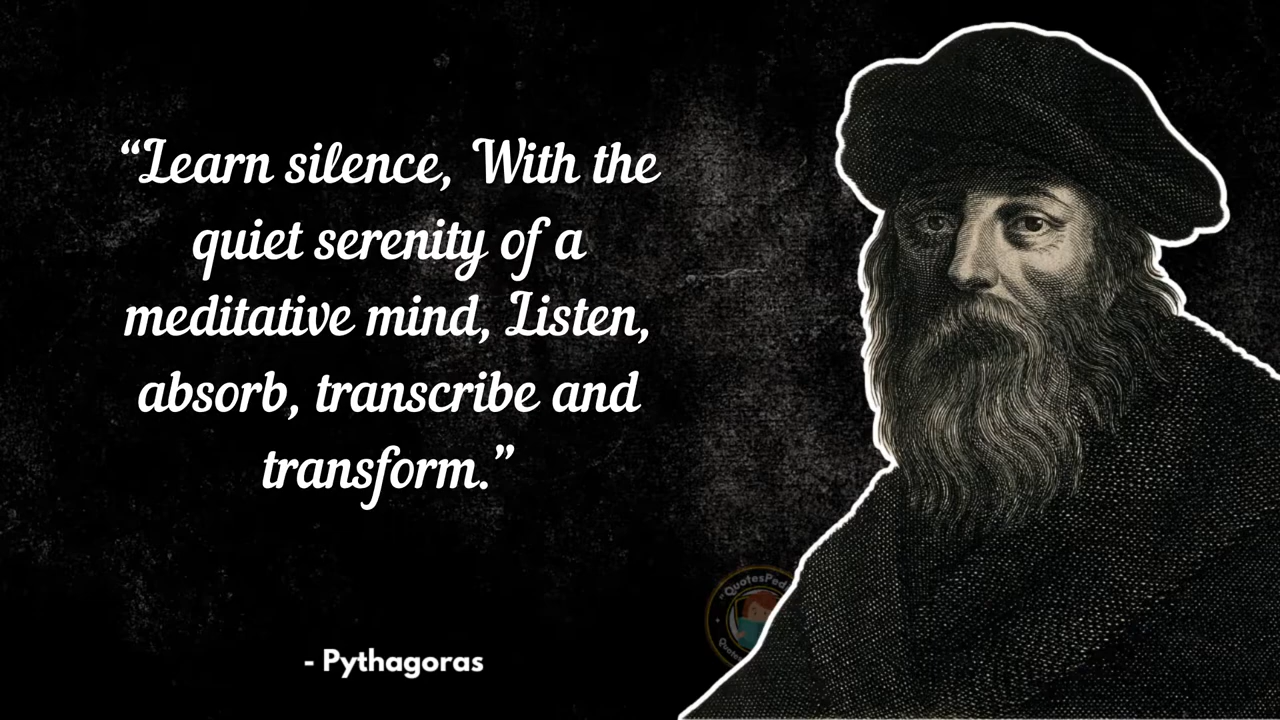 “Learn silence, With the
quiet serenity of a
meditative mind, Listen,
absorb, transcribe and
transform.”
- Pythagoras